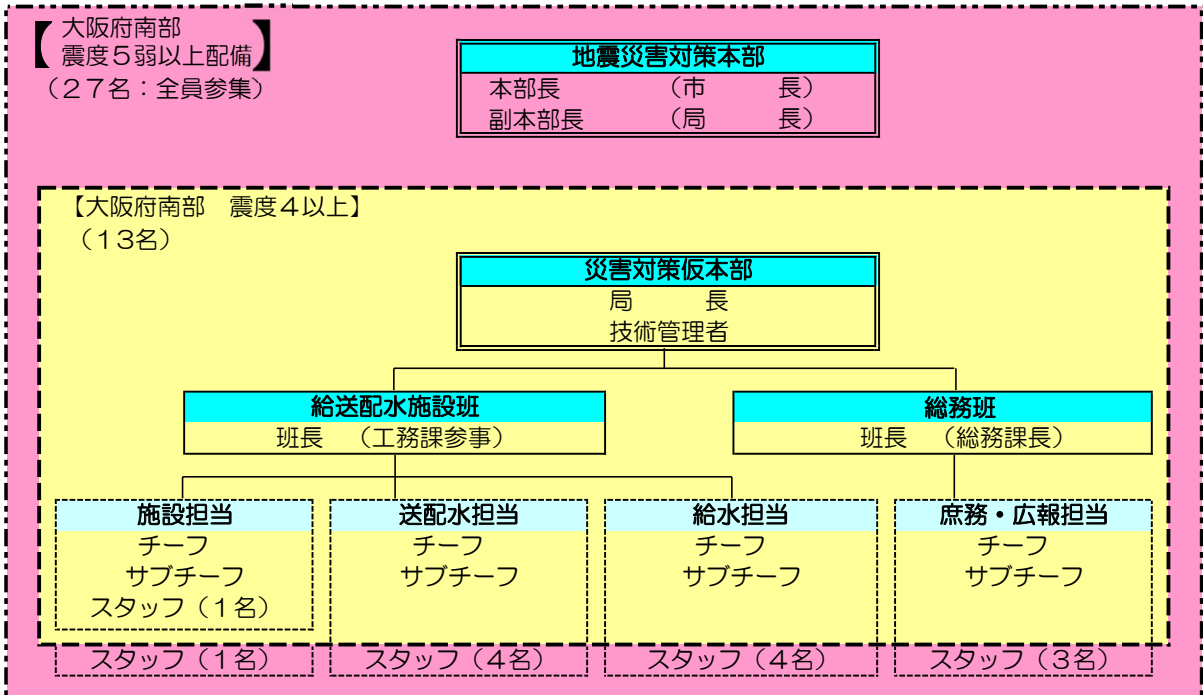 【大阪府南部
震度５弱以上配備】
（２７名：全員参集）
地震災害対策本部
本部長　　　（市　　　長）
副本部長　　（局　　　長）
【大阪府南部　震度４以上】
（１３名）
災害対策仮本部
局　　　長
技術管理者
給送配水施設班
班長　（工務課参事）
総務班
班長　（総務課長）
施設担当
チーフ
サブチーフ
スタッフ（１名）
スタッフ（１名）
送配水担当
チーフ
サブチーフ
スタッフ（４名）
給水担当
チーフ
サブチーフ
スタッフ（４名）
庶務・広報担当
チーフ
サブチーフ
スタッフ（３名）